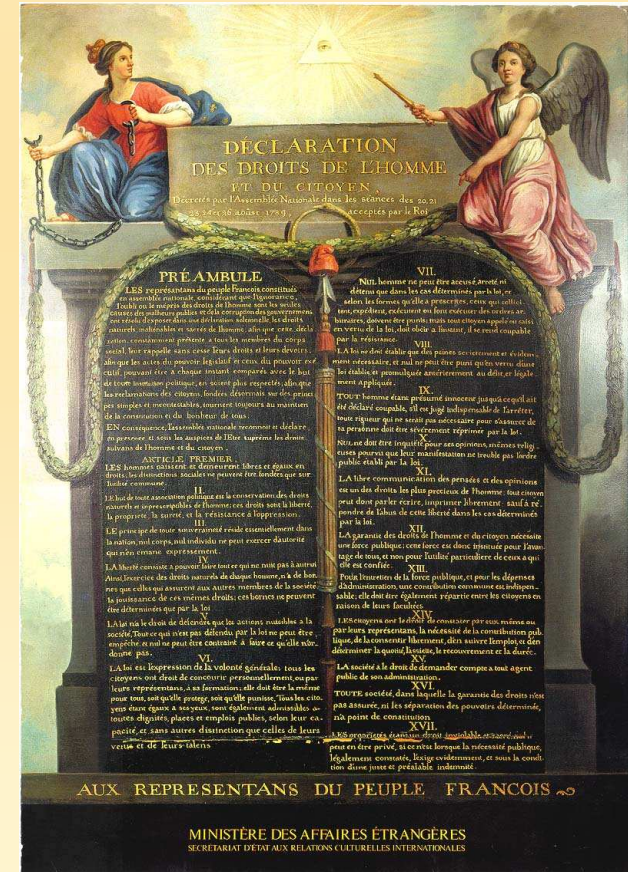 DÉCLARATION
DES DROITS DE L'HOMME
ET DU CITOYEN,
Décretés par l'Assemblée Nationale dans les séances des 20, 21
23, 24 et 26 août 1789, acceptés par le Roi
PRÉAMBULE
LES représentans du peuple François, constitués
en assemblée nationale, considérant que l'ignorance,
l'oubli ou le mépris des droits de l'homme sont les seules
causes des malheurs publics et de la corruption des gouvernemens
ont résolu d'exposer dans une déclaration solemnelle, les droits
naturels, inaliénables et sacrés de l'homme; afin que cette décla
ration, constamment présente a tous les membres du corps
social, leur rappelle sans cesse leurs droits et leurs devoirs;
afin que les actes du pouvoir législatif et ceux du pouvoir exé
cutif, pouvant être a chaque instant comparés avec le but
de toute institution politique, en soient plus respectés; afin que
les reclamations des citoyens, fondées désormais sur des princi
pes simples et incontestables, tournent toujours au maintien
de la constitution et du bonheur de tous.
EN conséquence, l'assemblée nationale reconnoit et déclare,
en présence et sous les auspices de l'Etre suprême les droits
suivans de l'homme et du citoyen.
ARTICLE PREMIER.
LES hommes naissent et demeurent libres et égaux en
droits; les distinctions sociales ne peuvent être fondées que sur
l'utilité commune.
II.
LE but de toute association politique est la conservation des droits
naturels et imprescriptibles de l'homme; ces droits sont la liberté,
la propriété, la sureté, et la résistance à l'oppression.
III.
LE principe de toute souveraineté réside essentiellement dans
la nation, nul corps, nul individu ne peut exercer d'autorité
qui n'en émane expressement.
IV.
LA liberté consiste à pouvoir faire tout ce qui ne nuit pas à autrui
Ainsi, l'exercice des droits naturels de chaque homme, n'a de bor
nes que celles qui assurent aux autres membres de la société
la jouissance de ces mêmes droits; ces bornes ne peuvent
être déterminées que par la loi
V.
LA loi n'a le droit de défendre que les actions nuisibles à la
société. Tout ce qui n'est pas défendu par la loi ne peut être
empêché, et nul ne peut être contraint à faire ce qu'elle n'or
donne pas.
VI.
LA loi est l'expression de la volonté générale; tous les
citoyens ont droit de concourir personnellement, ou par
leurs représentans, à sa formation; elle doit être la même
pour tous, soit qu'elle protège, soit qu'elle punisse. Tous les cito
yens étant égaux à ses yeux, sont également admissibles a
toutes dignités, places et emplois publics, selon leur ca
pacité, et sans autres distinction que celles de leurs
vertus et de leurs talens
VII.
NUL homme ne peut être accusé, arreté, ni
détenu que dans les cas déterminés par la loi, et
selon les formes qu'elle a prescrites, ceux qui sollici
tent, expédient, exécutent ou font exécuter des ordres ar
bitraires, doivent être punis; mais tout citoyen appelé ou saisi
en vertu de la loi, doit obéir a l'instant, il se rend coupable
par la résistance.
VIII.
LA loi ne doit établir que des peines strictement et évidem
ment nécessaire, et nul ne peut être puni qu'en vertu d'une
loi établie et promulguée antérierement au délit, et légale
ment appliquée.
IX.
TOUT homme étant présumé innocent jusqu'a ce qu'il ait
été déclaré coupable, s'il est jugé indispensable de l'arrêter,
toute rigueur qui ne serait pas nécessaire pour s'assurer de
sa personne doit être sévèrement réprimée par la loi.
X.
NUL ne doit être inquiété pour ses opinions, mêmes religi
euses pourvu que leur manifestation ne trouble pas l'ordre
public établi par la loi.
XI.
LA libre communication des pensées et des opinions
est un des droits les plus precieux de l'homme; tout citoyen
peut dont parler écrire, imprimer librement: sauf à ré
pondre de l'abus de cette liberté dans les cas déterminés
par la loi.
XII.
LA garantie des droits de l'homme et du citoyen nécessite
une force publique; cette force est donc instituée pour l'avan
tage de tous, et non pour l'utilité particuliere de ceux a qui
elle est confiée.
XIII.
Pour l'entretien de la force publique, et pour les dépenses
d'administration, une contribution commune est indispen-
sable; elle doit être également répartie entre les citoyens en
raison de leurs facultées
XIV.
LES citoyens ont le droit de constater par eux même ou
par leurs représentans, la nécessité de la contribution pub
lique, de la consentir librement, d'en suivre l'emploi, et d'en
déterminer la quotité, l'assiette, le recouvrement et la durée.
XV.
LA société a le droit de demander compte a tout agent
public de son administration.
XVI.
TOUTE société, dans laquelle la garantie des droits n'est
pas assurée, ni les séparation des pouvoirs déterminée,
n'a point de constitution
XVII.
LES propriétés étant un droit inviolable et sacré, nul ne
peut en être privé, si ce n'est lorsque la nécessité publique,
légalement constatée, l'exige evidemment, et sous la condi
tion d'une juste et préalable indemnité
AUX REPRESENTANS DU PEUPLE FRANCOIS
MINISTÈRE DES AFFAIRES ÉTRANGÈRES
SECRÉTARIAT D'ÉTAT AUX RELATIONS CULTURELLES INTERNATIONALES